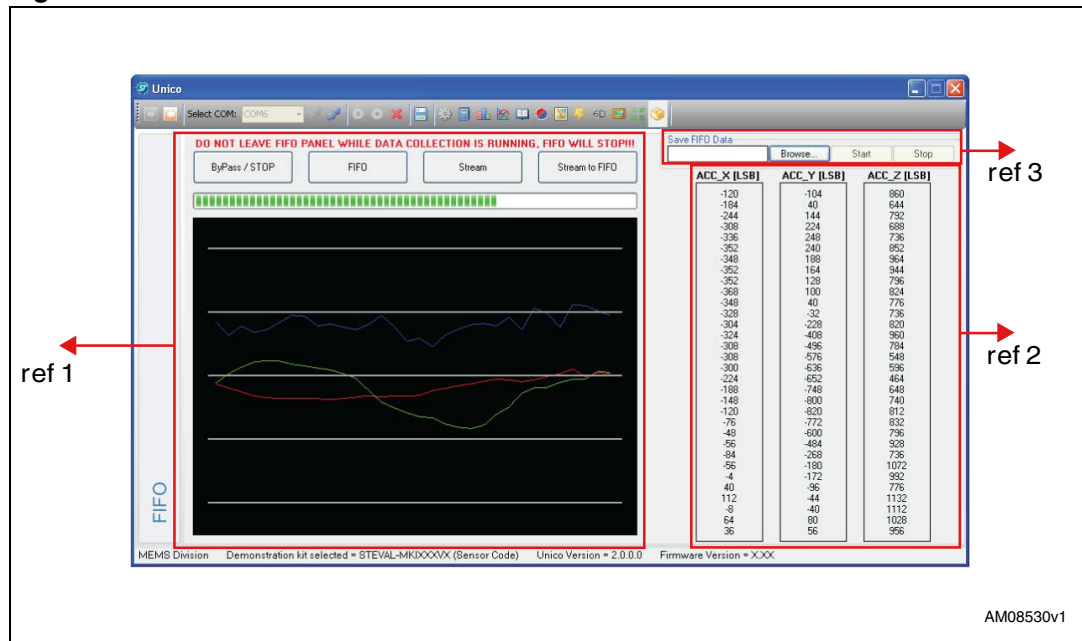 Unico
Select COM: COM6
6D
DO NOT LEAVE FIFO PANEL WHILE DATA COLLECTION IS RUNNING, FIFO WILL STOP!!!
ByPass / STOP FIFO Stream Stream to FIFO
Save FIFO Data
Browse... Start Stop
ref 3
ACC_X [LSB] ACC_Y [LSB] ACC_Z [LSB]
-120 -104 860
-184 40 644
-244 144 792
-308 224 688
-336 248 736
-352 240 852
-348 188 964
-352 164 944
-352 128 796
-368 100 824
-348 40 776
-328 -32 736
-304 -228 820
-324 -408 960
-308 -496 784
-308 -576 548
-300 -636 596
-224 -652 464
-188 -748 648
-148 -800 740
-120 -820 812
-76 -772 832
-48 -600 796
-56 -484 928
-84 -268 736
-56 -180 1072
-4 -172 992
40 -96 776
112 -44 1132
-8 -40 1112
64 80 1028
36 56 956
ref 1
ref 2
FIFO
MEMS Division Demonstration kit selected = STEVAL-MKIXXXVX (Sensor Code) Unico Version = 2.0.0.0 Firmware Version = X.XX
AM08530v1